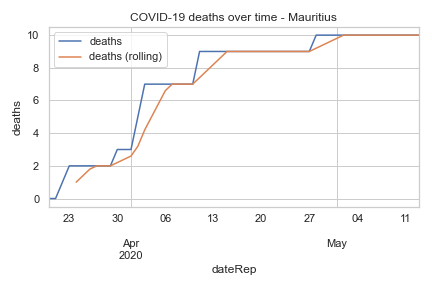 COVID-19 deaths over time - Mauritius
deaths
deaths (rolling)
10
8
6
4
2
0
deaths
23 30 06 13 20 27 04 11
Apr May
2020
dateRep